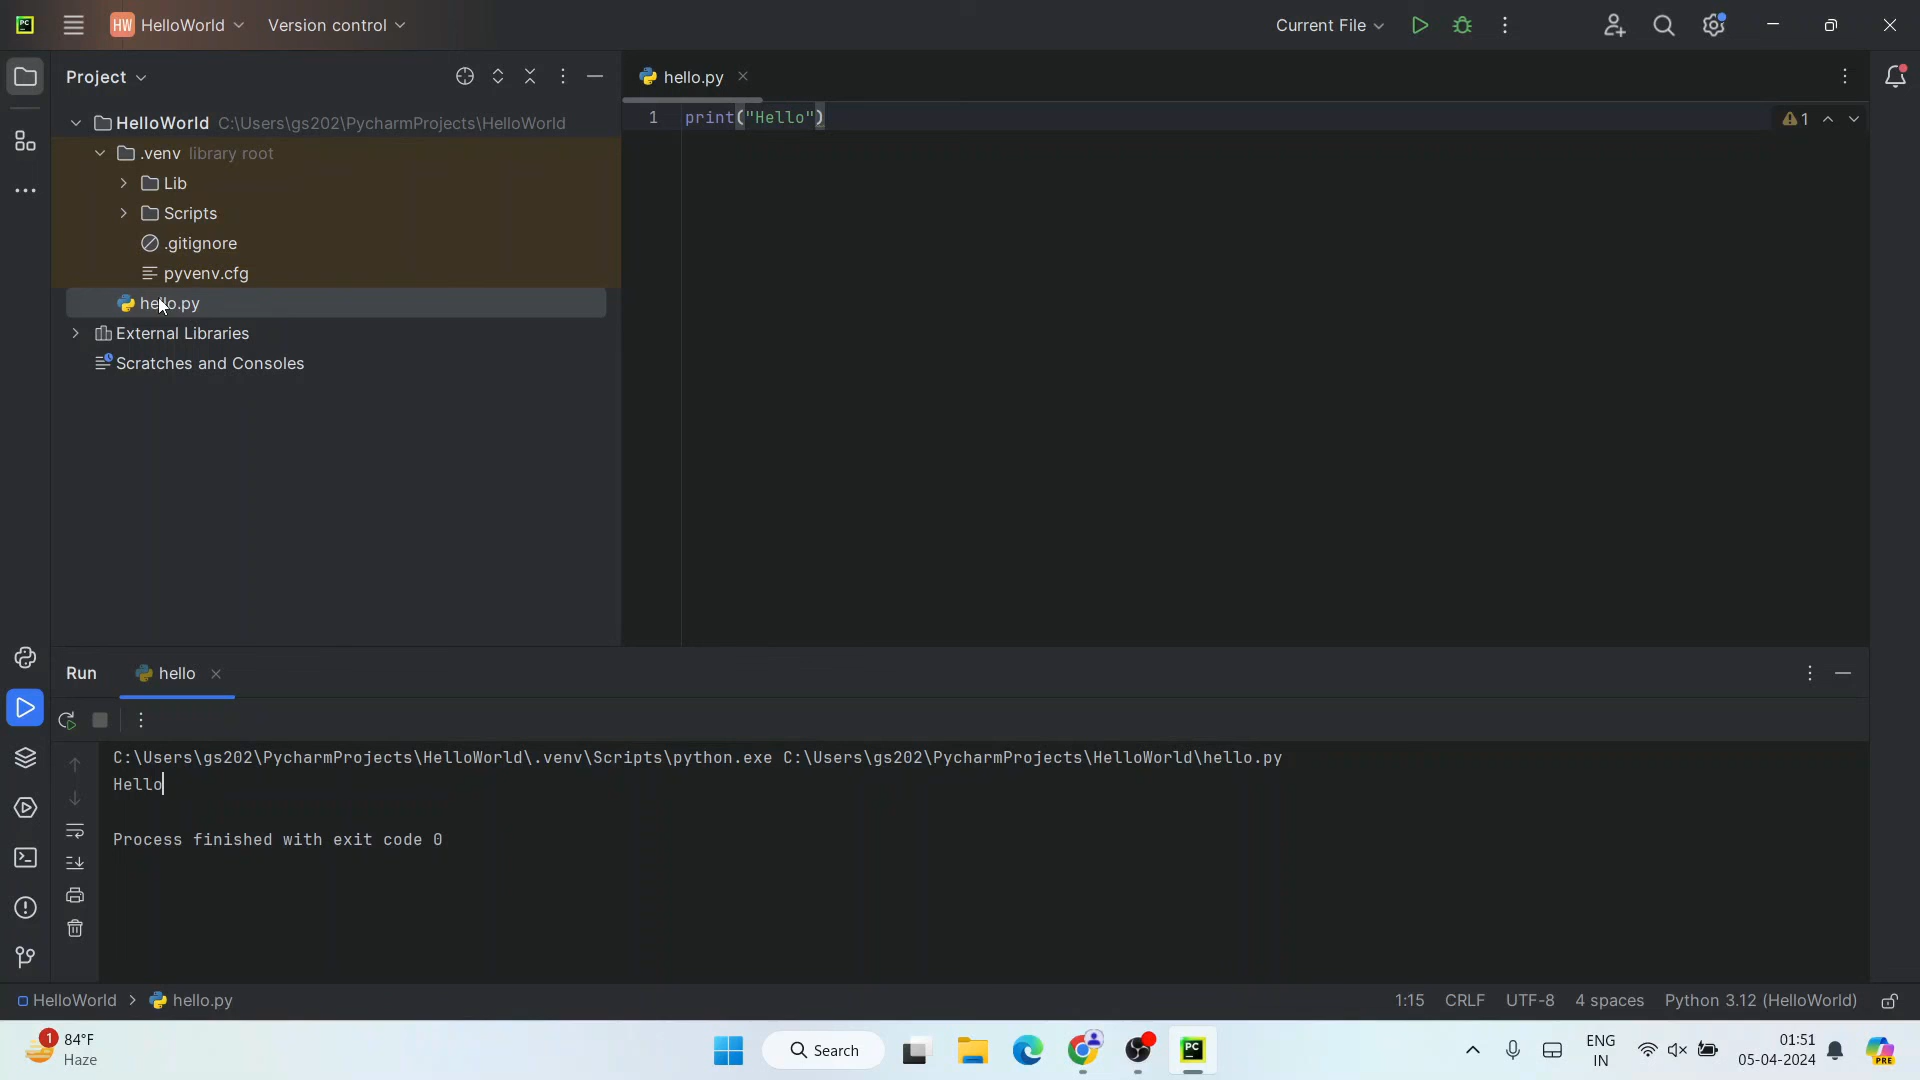 PC
HW HelloWorld
Version control
Current File
Project
hello.py
HelloWorld C:\Users\gs202\PycharmProjects\HelloWorld
.venv library root
Lib
Scripts
.gitignore
pyvenv.cfg
hello.py
External Libraries
Scratches and Consoles
1 print("Hello")
1
Run
hello
C:\Users\gs202\PycharmProjects\HelloWorld\.venv\Scripts\python.exe C:\Users\gs202\PycharmProjects\HelloWorld\hello.py
Hello
Process finished with exit code 0
HelloWorld > hello.py
1:15 CRLF UTF-8 4 spaces Python 3.12 (HelloWorld)
1 84°F
Haze
Search
PC
ENG
IN
01:51
05-04-2024
PRE